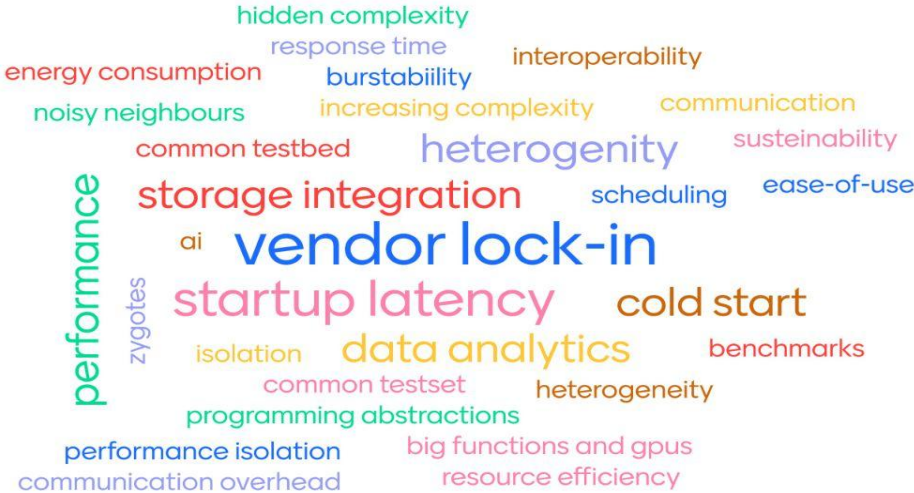 hidden complexity
response time
interoperability
energy consumption
burstabiility
noisy neighbours
increasing complexity
communication
common testbed
heterogenity
susteinability
storage integration
scheduling
ease-of-use
performance
ai
vendor lock-in
zygotes
startup latency
cold start
isolation
data analytics
benchmarks
common testset
heterogeneity
programming abstractions
performance isolation
big functions and gpus
communication overhead
resource efficiency